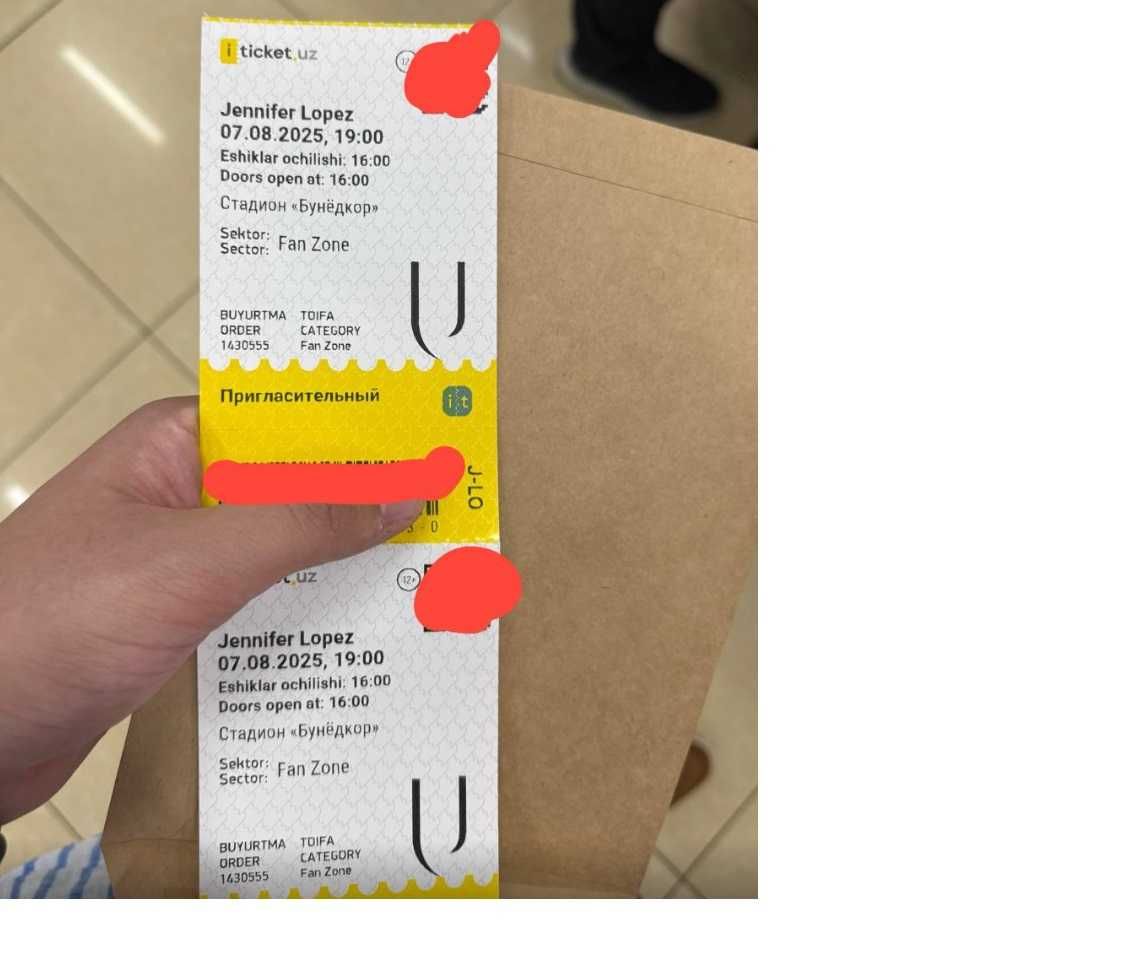 iticket.uz
12
Jennifer Lopez
07.08.2025, 19:00
Eshiklar ochilishi: 16:00
Doors open at: 16:00
Стадион «Бунёдкор»
Sektor:
Sector: Fan Zone
BUYURTMA TOIFA
ORDER CATEGORY
1430555 Fan Zone
Пригласительный
it
J-LO
- 0
.uz
12+
Jennifer Lopez
07.08.2025, 19:00
Eshiklar ochilishi: 16:00
Doors open at: 16:00
Стадион «Бунёдкор»
Sektor:
Sector: Fan Zone
BUYURTMA TOIFA
ORDER CATEGORY
1430555 Fan Zone